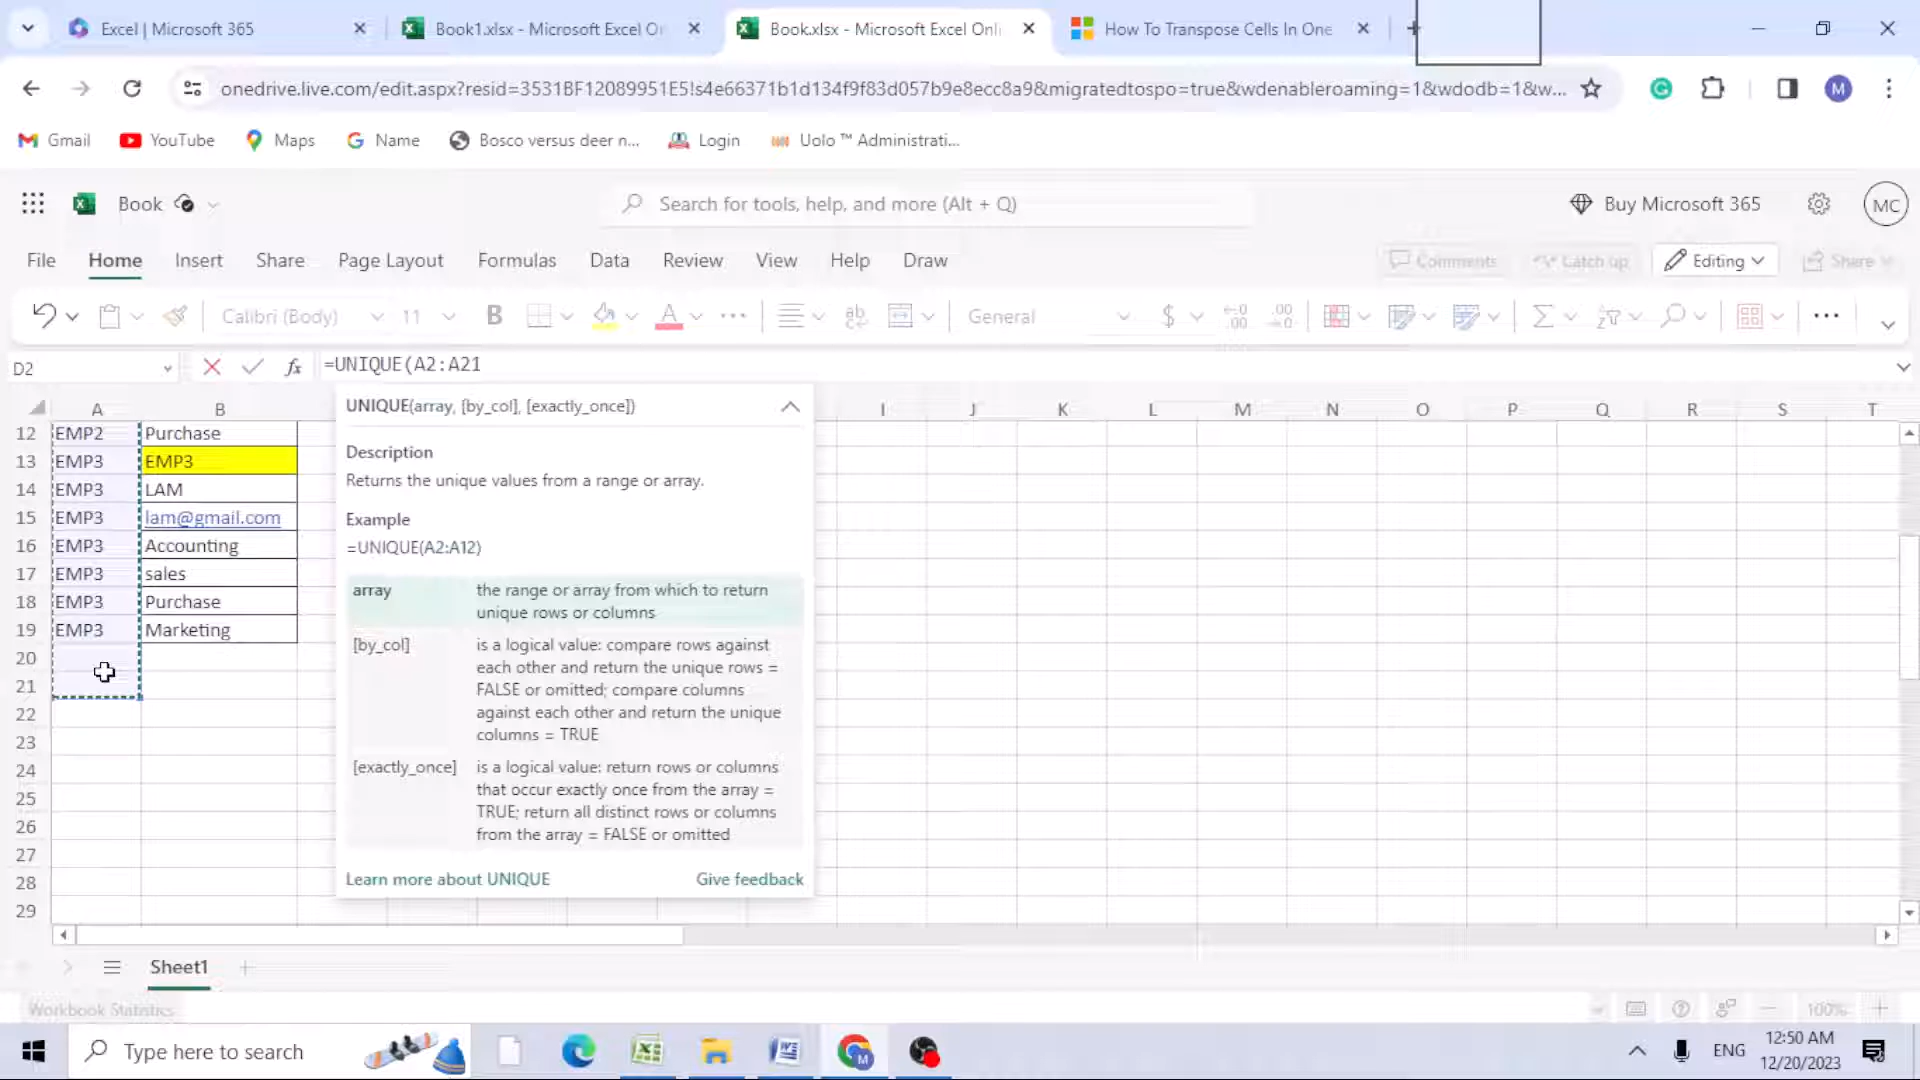 Excel | Microsoft 365
Book1.xlsx - Microsoft Excel O
Book.xlsx - Microsoft Excel Onli
How To Transpose Cells In One
onedrive.live.com/edit.aspx?resid=3531BF12089951E5!s4e66371b1d134f9f83d057b9e8ecc8a9&migratedtospo=true&wdenableroaming=1&wdodb=1&w...
M
Gmail
YouTube
Maps
Name
Bosco versus deer n...
Login
Uolo ™ Administrati...
Book
Search for tools, help, and more (Alt + Q)
Buy Microsoft 365
MC
File Home Insert Share Page Layout Formulas Data Review View Help Draw
Comments
Catch up
Editing
Share
Calibri (Body) 11 B A General $
D2
fx
=UNIQUE(A2:A21
A B I J K L M N O P Q R S T
12 EMP2 Purchase
13 EMP3 EMP3
14 EMP3 LAM
15 EMP3 lam@gmail.com
16 EMP3 Accounting
17 EMP3 sales
18 EMP3 Purchase
19 EMP3 Marketing
20
21
22
23
24
25
26
27
28
29
UNIQUE(array, [by_col], [exactly_once])
Description
Returns the unique values from a range or array.
Example
=UNIQUE(A2:A12)
array the range or array from which to return
unique rows or columns
[by_col] is a logical value: compare rows against
each other and return the unique rows =
FALSE or omitted; compare columns
against each other and return the unique
columns = TRUE
[exactly_once] is a logical value: return rows or columns
that occur exactly once from the array =
TRUE; return all distinct rows or columns
from the array = FALSE or omitted
Learn more about UNIQUE
Give feedback
Sheet1
Workbook Statistics
100%
Type here to search
ENG
12:50 AM
12/20/2023